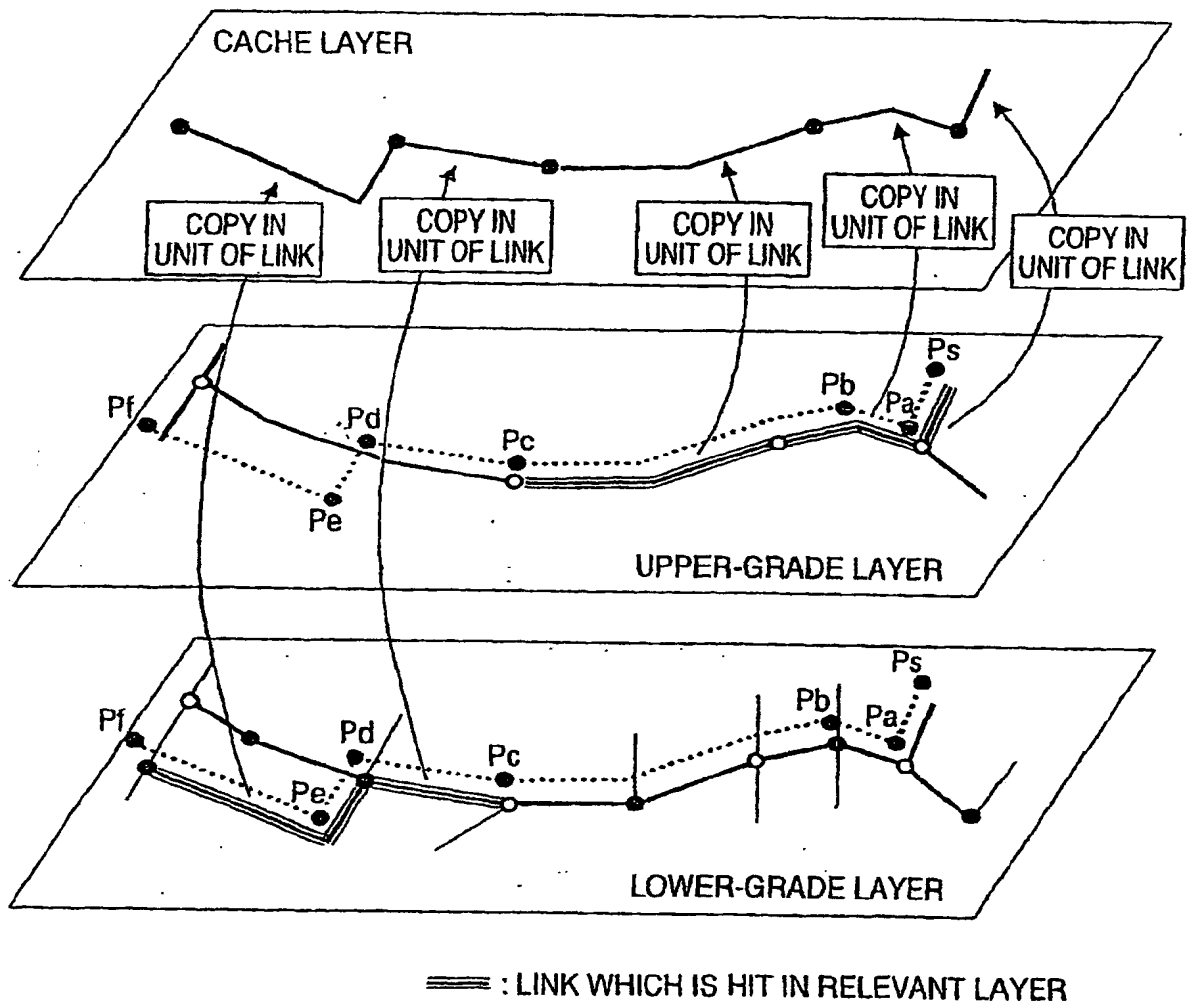 CACHE LAYER
COPY IN
UNIT OF LINK
COPY IN
UNIT OF LINK
COPY IN
UNIT OF LINK
COPY IN
UNIT OF LINK
COPY IN
UNIT OF LINK
Ps
Pf
Pd
Pb
Pa
Pc
Pe
UPPER-GRADE LAYER
Ps
Pf
Pd
Pb
Pa
Pc
Pe
LOWER-GRADE LAYER
: LINK WHICH IS HIT IN RELEVANT LAYER